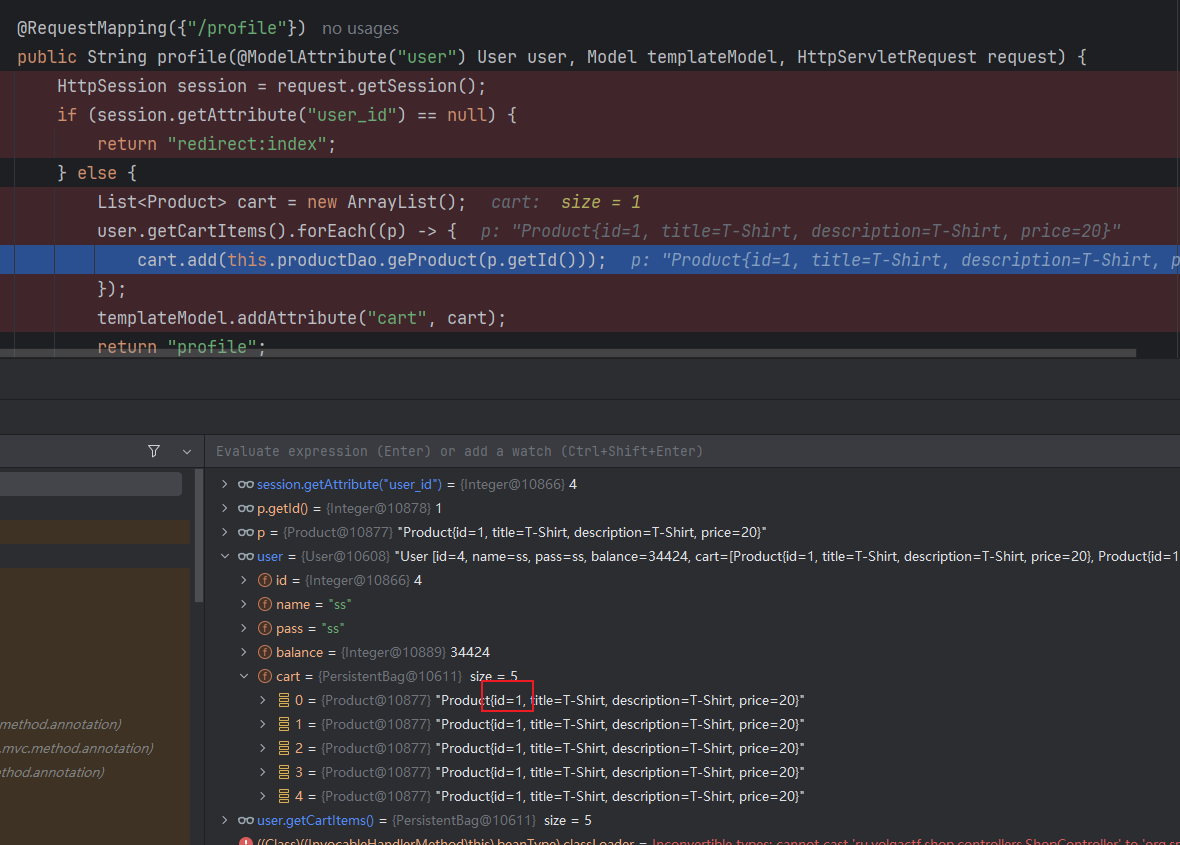 @RequestMapping({"/profile"}) no usages
public String profile(@ModelAttribute("user") User user, Model templateModel, HttpServletRequest request) {
HttpSession session = request.getSession();
if (session.getAttribute("user_id") == null) {
return "redirect:index";
} else {
List<Product> cart = new ArrayList(); cart: size = 1
user.getCartItems().forEach((p) -> { p: "Product{id=1, title=T-Shirt, description=T-Shirt, price=20}"
cart.add(this.productDao.geProduct(p.getId())); p: "Product{id=1, title=T-Shirt, description=T-Shirt, p
});
templateModel.addAttribute("cart", cart);
return "profile";
Evaluate expression (Enter) or add a watch (Ctrl+Shift+Enter)
session.getAttribute("user_id") = {Integer@10866} 4
p.getId() = {Integer@10878} 1
p = {Product@10877} "Product{id=1, title=T-Shirt, description=T-Shirt, price=20}"
user = {User@10608} "User [id=4, name=ss, pass=ss, balance=34424, cart=[Product{id=1, title=T-Shirt, description=T-Shirt, price=20}, Product{id=1
f id = {Integer@10866} 4
f name = "ss"
f pass = "ss"
f balance = {Integer@10889} 34424
f cart = {PersistentBag@10611} size = 5
0 = {Product@10877} "Product{id=1, title=T-Shirt, description=T-Shirt, price=20}"
method.annotation) 1 = {Product@10877} "Product{id=1, title=T-Shirt, description=T-Shirt, price=20}"
.mvc.method.annotation) 2 = {Product@10877} "Product{id=1, title=T-Shirt, description=T-Shirt, price=20}"
thod.annotation) 3 = {Product@10877} "Product{id=1, title=T-Shirt, description=T-Shirt, price=20}"
4 = {Product@10877} "Product{id=1, title=T-Shirt, description=T-Shirt, price=20}"
user.getCartItems() = {PersistentBag@10611} size = 5
((Class)((InvocableHandlerMethod)this).beanType).classLoader = Inconvertible types; cannot cast 'ru.volgactf.shop.controllers.ShopController' to 'org.s